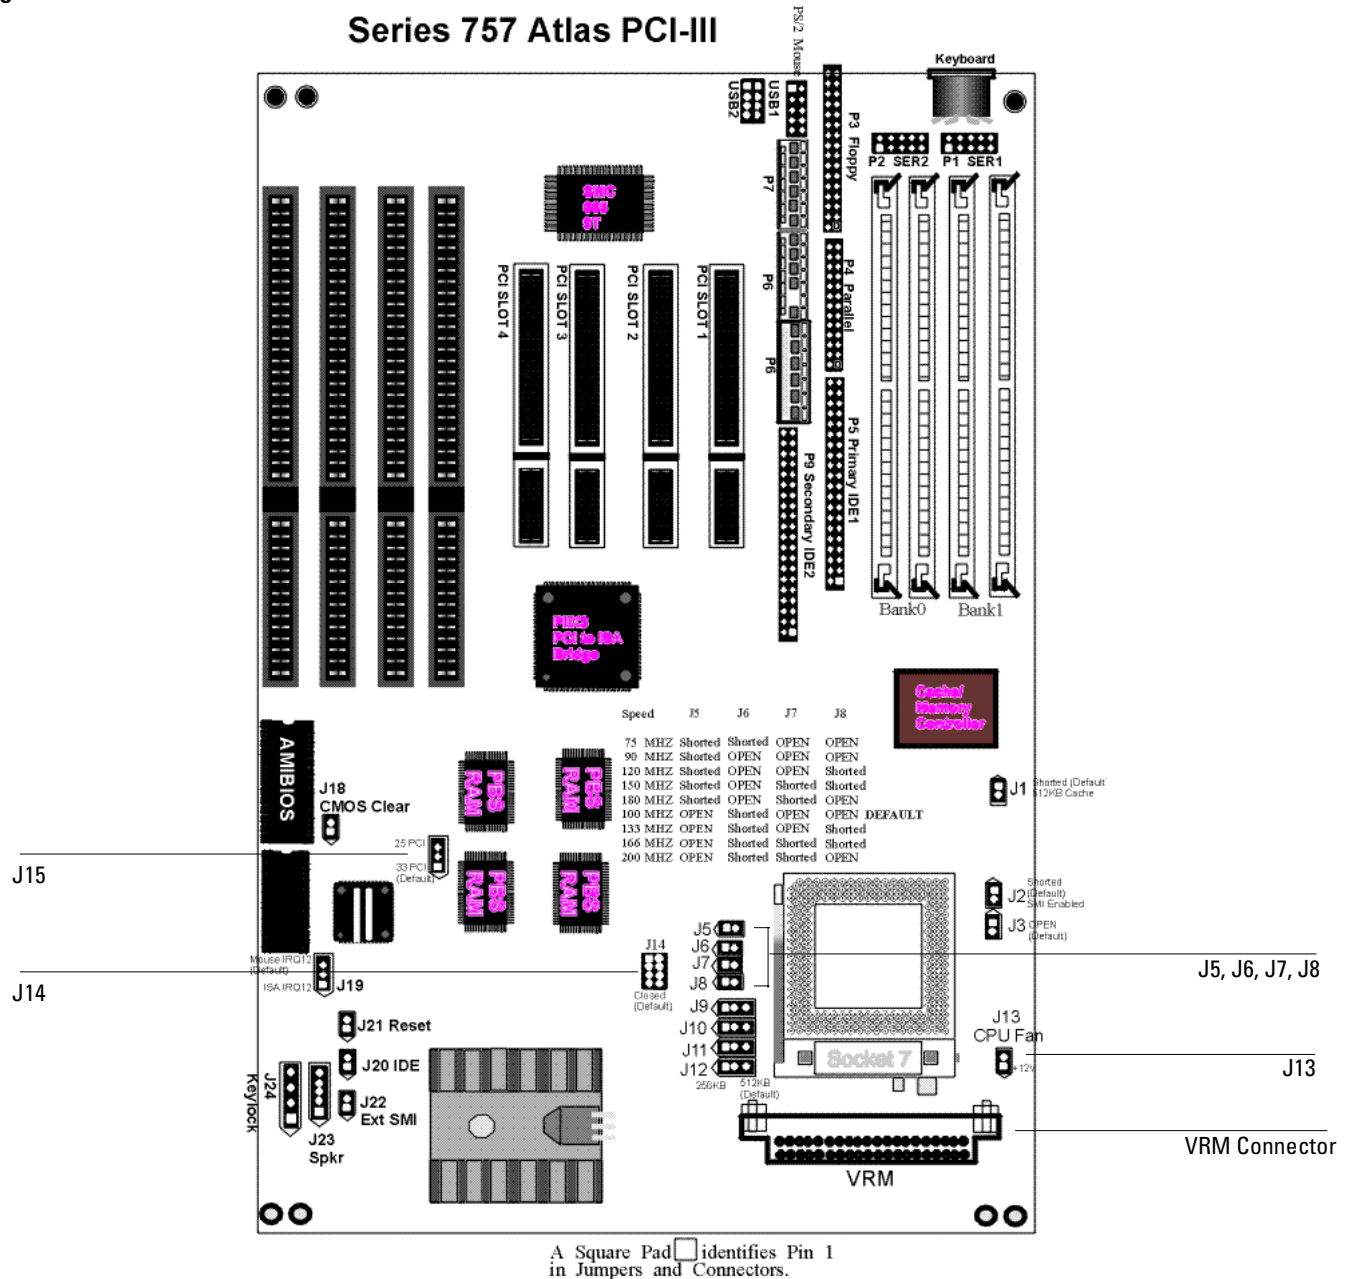 Series 757 Atlas PCI-III
PS/2 Mouse
Keyboard
USB2
USB1
P3 Floppy
P2 SER2
P1 SER1
P7
SMC
ST
P6
P4 Parallel
PCI SLOT 4
PCI SLOT 3
PCI SLOT 2
PCI SLOT 1
P6
P5 Primary IDE1
P9 Secondary IDE2
Bank0
Bank1
PCI to ISA
Bridge
Cache/
Memory
Controller
Speed J5 J6 J7 J8
75 MHZ Shorted Shorted OPEN OPEN
90 MHZ Shorted OPEN OPEN OPEN
120 MHZ Shorted OPEN OPEN Shorted
150 MHZ Shorted OPEN Shorted Shorted
180 MHZ Shorted OPEN Shorted OPEN
100 MHZ OPEN Shorted OPEN OPEN DEFAULT
133 MHZ OPEN Shorted OPEN Shorted
166 MHZ OPEN Shorted Shorted Shorted
200 MHZ OPEN Shorted Shorted OPEN
AMIBIOS
J18
CMOS Clear
PBS
RAM
PBS
RAM
J1
Shorted (Default
512KB Cache
25 PCI
33 PCI
(Default)
J15
PBS
RAM
PBS
RAM
J2
Shorted
(Default)
SMI Enabled
J3
OPEN
(Default)
J5
J6
J7
J8
J14
Closed
(Default)
J5, J6, J7, J8
Mouse IRQ12
(Default)
ISA IRQ12
J19
J14
J9
J10
J11
J12
256KB
512KB
(Default)
J13
CPU Fan
+12v
J13
Socket 7
J21 Reset
J20 IDE
J22
Ext SMI
J24
Keylock
J23
Spkr
VRM Connector
VRM
A Square Pad identifies Pin 1
in Jumpers and Connectors.